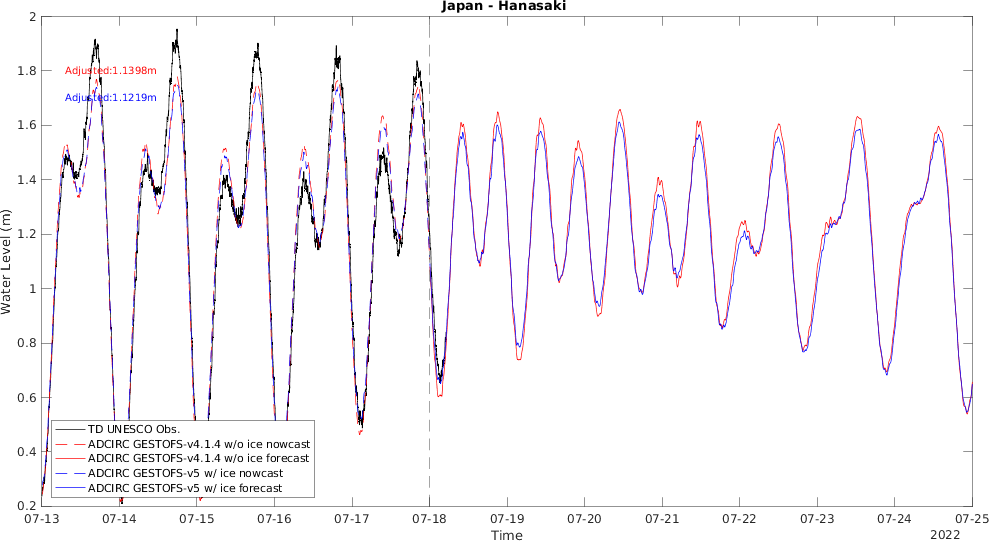 Japan - Hanasaki
2
1.8
1.6
1.4
1.2
1
0.8
0.6
0.4
0.2
Water Level (m)
Adjusted:1.1398m
Adjusted:1.1219m
TD UNESCO Obs.
ADCIRC GESTOFS-v4.1.4 w/o ice nowcast
ADCIRC GESTOFS-v4.1.4 w/o ice forecast
ADCIRC GESTOFS-v5 w/ ice nowcast
ADCIRC GESTOFS-v5 w/ ice forecast
07-13 07-14 07-15 07-16 07-17 07-18 07-19 07-20 07-21 07-22 07-23 07-24 07-25
Time
2022